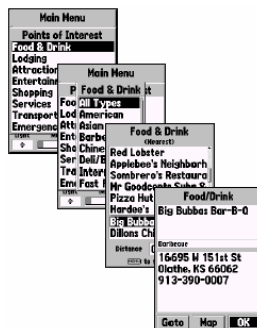 Main Menu
Points of Interest
Food & Drink
Lodging
Attraction
Entertainm
Shopping
Services
Transport
Emergenc
Main Menu
Food & Drink
All Types
American
Asian
Barbe
Chine
Deli/B
Inter
Fast F
Food & Drink
(Nearest)
Red Lobster
Applebee's Neighborh
Sombrero's Restaura
Mr Goodcents Subs &
Pizza Hut
Hardee's
Big Bubba
Dillons Chi
Distance
Food/Drink
Big Bubbas Bar-B-Q
Barbecue
16695 W 151st St
Olathe, KS 66062
913-390-0007
Goto Map OK